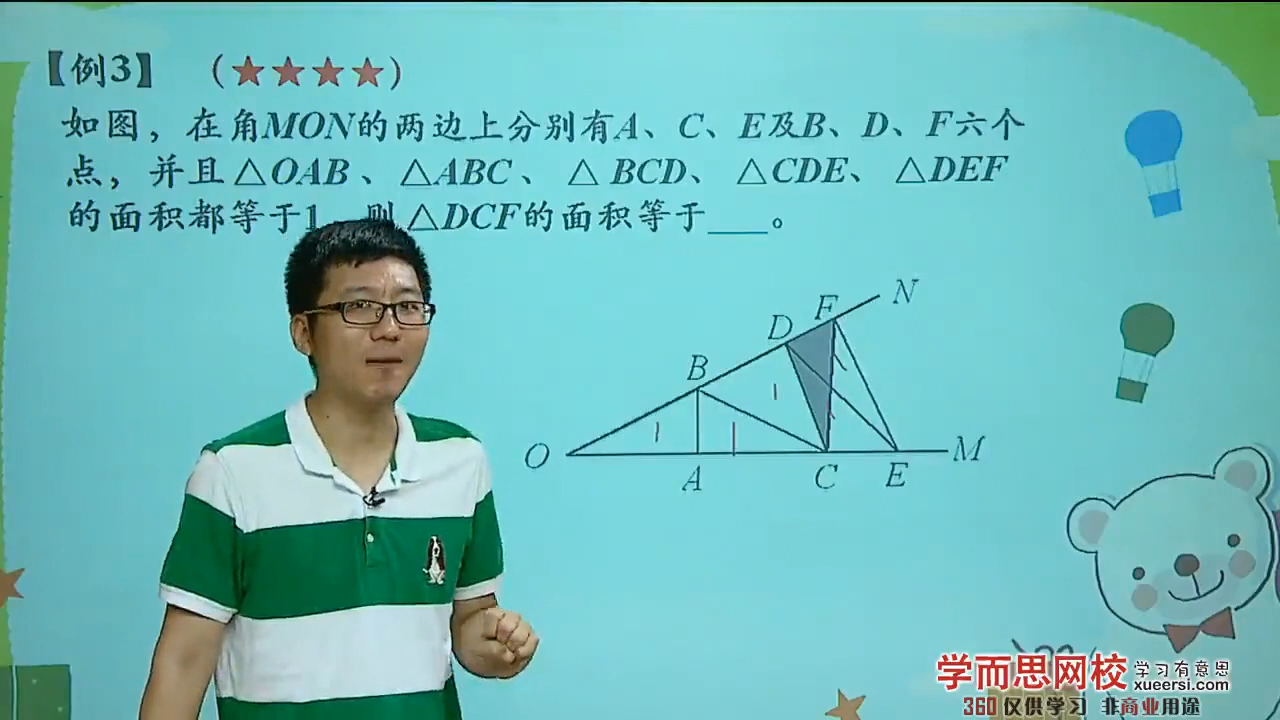 【例3】 (★★★★)
如图，在角MON的两边上分别有A、C、E及B、D、F六个
点，并且△OAB、△ABC、△BCD、△CDE、△DEF
的面积都等于1 则△DCF的面积等于___。
N
F
D
B
O
A
C
E
M
1
1
1
学而思网校 学习有意思
xueersi.com
360仅供学习 非商业用途